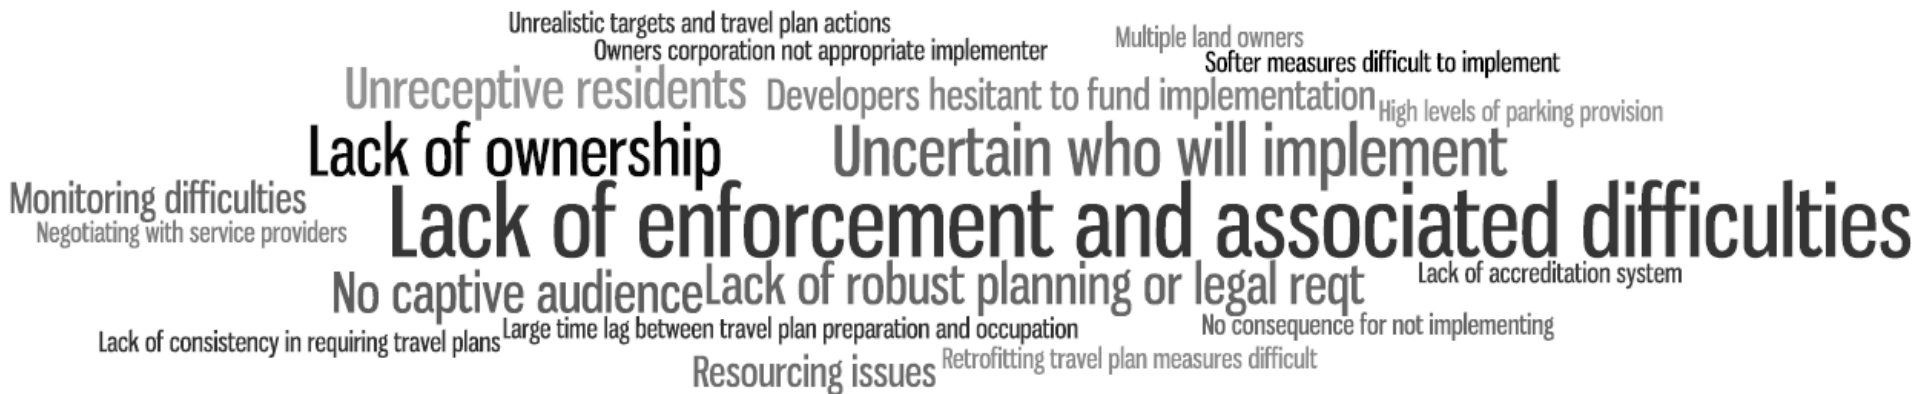 Unrealistic targets and travel plan actions
Multiple land owners
Owners corporation not appropriate implementer
Softer measures difficult to implement
Unreceptive residents
Developers hesitant to fund implementation
High levels of parking provision
Lack of ownership
Uncertain who will implement
Monitoring difficulties
Lack of enforcement and associated difficulties
Negotiating with service providers
No captive audience
Lack of robust planning or legal reqt
Lack of accreditation system
Lack of consistency in requiring travel plans
Large time lag between travel plan preparation and occupation
No consequence for not implementing
Resourcing issues
Retrofitting travel plan measures difficult